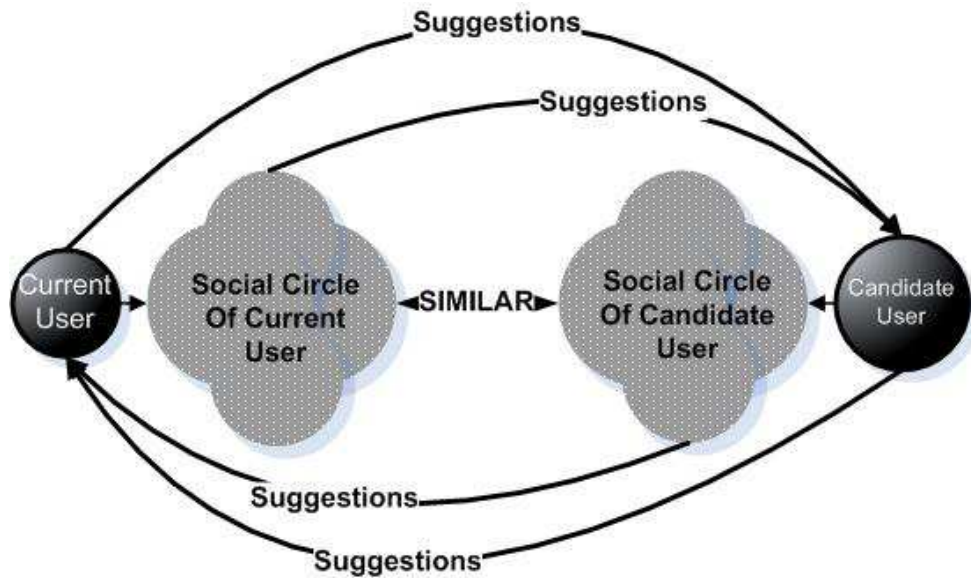 Suggestions
Suggestions
Current
User
Social Circle
Of Current
User
SIMILAR
Social Circle
Of Candidate
User
Candidate
User
Suggestions
Suggestions